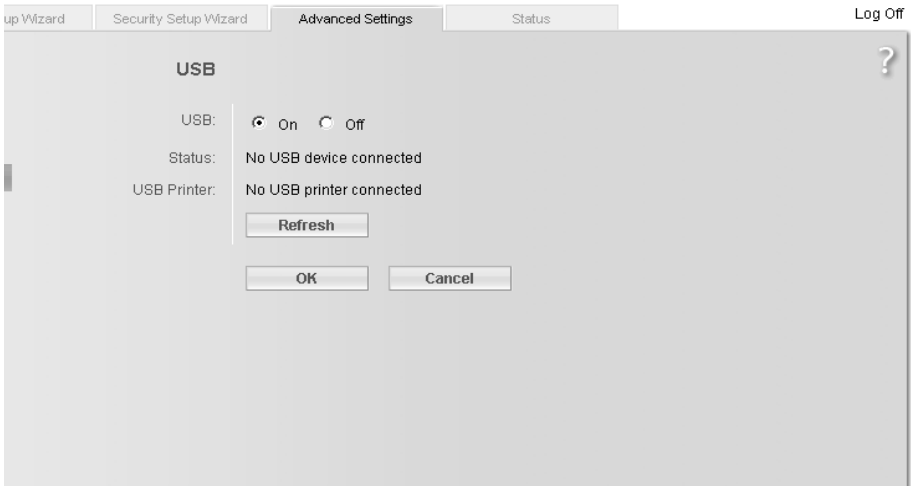 up Wizard Security Setup Wizard Advanced Settings Status Log Off
?
USB
USB: On Off
Status: No USB device connected
USB Printer: No USB printer connected
Refresh
OK Cancel